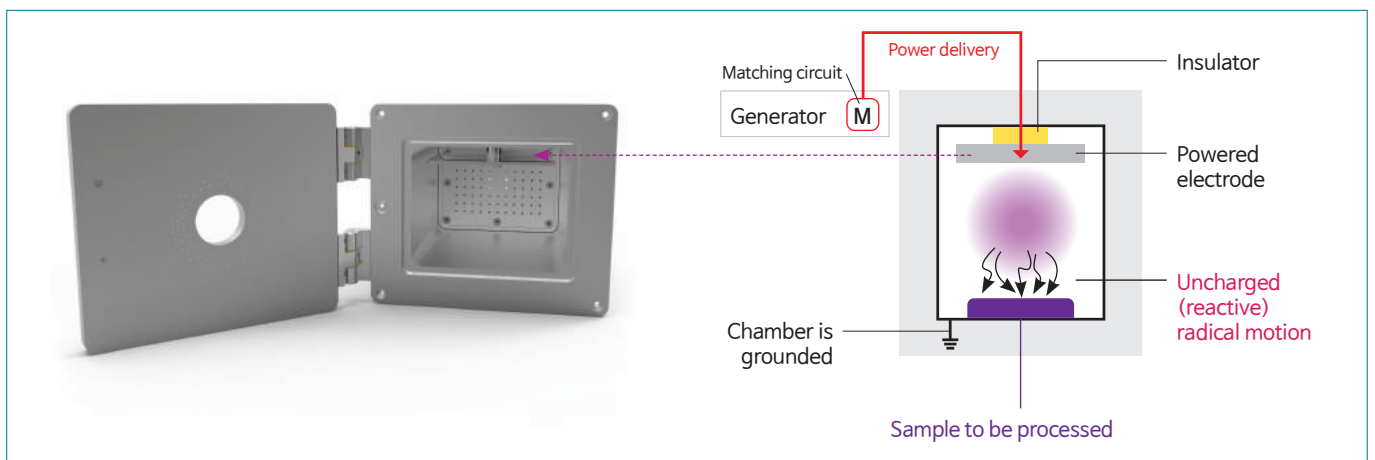 Power delivery
Matching circuit
Generator
M
Insulator
Powered
electrode
Uncharged
(reactive)
radical motion
Chamber is
grounded
Sample to be processed